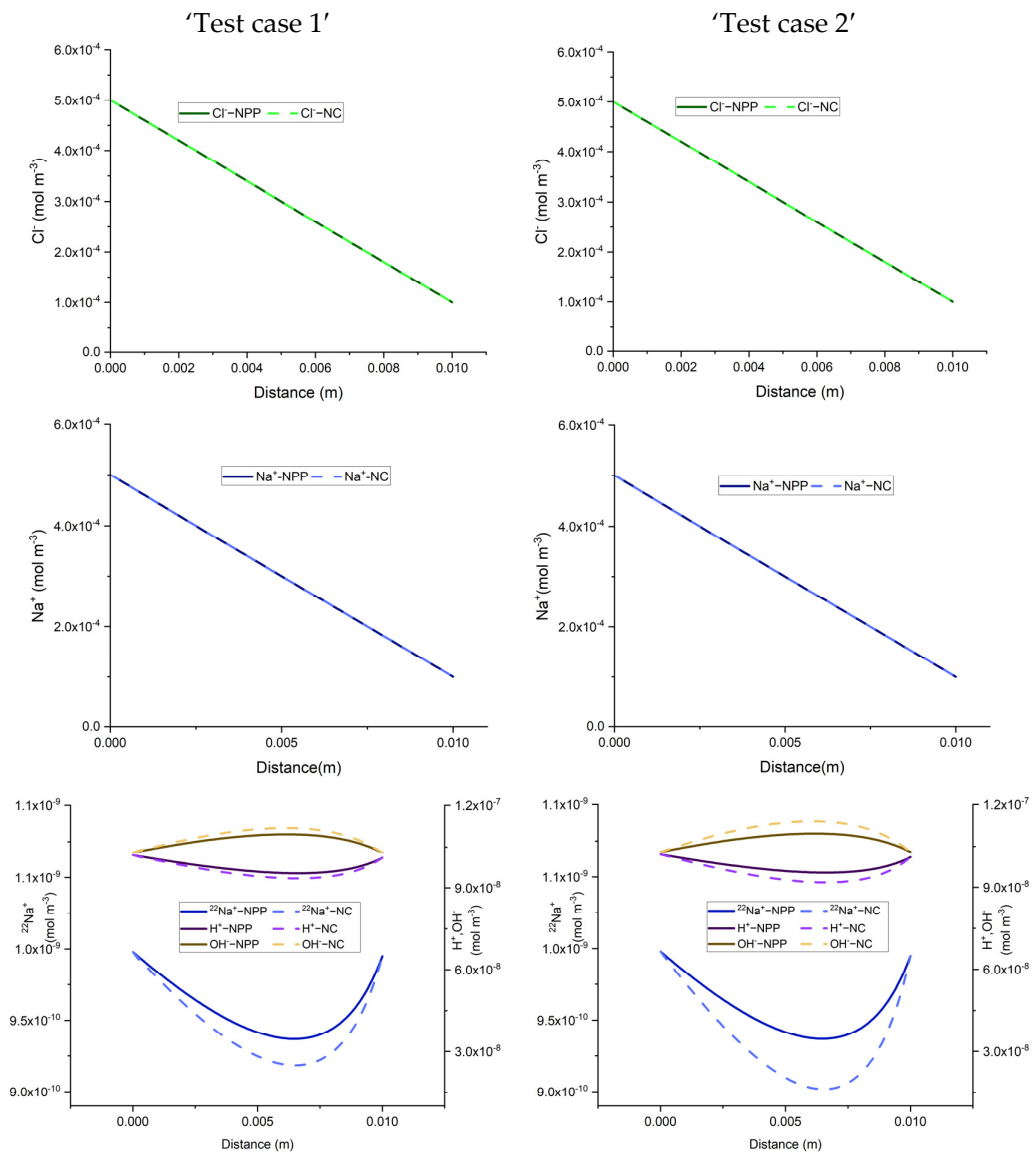 ‘Test case 1’
‘Test case 2’
6.0x10⁻⁴
5.0x10⁻⁴
4.0x10⁻⁴
3.0x10⁻⁴
2.0x10⁻⁴
1.0x10⁻⁴
0.0
Cl⁻ (mol m⁻³)
Cl⁻–NPP Cl⁻–NC
0.000 0.002 0.004 0.006 0.008 0.010
Distance (m)
6.0x10⁻⁴
5.0x10⁻⁴
4.0x10⁻⁴
3.0x10⁻⁴
2.0x10⁻⁴
1.0x10⁻⁴
0.0
Cl⁻ (mol m⁻³)
Cl⁻–NPP Cl⁻–NC
0.000 0.002 0.004 0.006 0.008 0.010
Distance (m)
6.0x10⁻⁴
4.0x10⁻⁴
2.0x10⁻⁴
0.0
Na⁺ (mol m⁻³)
Na⁺-NPP Na⁺-NC
0.000 0.005 0.010
Distance(m)
6.0x10⁻⁴
4.0x10⁻⁴
2.0x10⁻⁴
0.0
Na⁺(mol m⁻³)
Na⁺–NPP Na⁺–NC
0.000 0.005 0.010
Distance(m)
1.1x10⁻⁹
1.1x10⁻⁹
1.0x10⁻⁹
9.5x10⁻¹⁰
9.0x10⁻¹⁰
²²Na⁺
(mol m⁻³)
²²Na⁺–NPP ²²Na⁺–NC
H⁺–NPP H⁺–NC
OH⁻–NPP OH⁻–NC
1.2x10⁻⁷
9.0x10⁻⁸
6.0x10⁻⁸
3.0x10⁻⁸
H⁺,OH⁻
(mol m⁻³)
0.000 0.005 0.010
Distance (m)
1.1x10⁻⁹
1.1x10⁻⁹
1.0x10⁻⁹
9.5x10⁻¹⁰
9.0x10⁻¹⁰
²²Na⁺
(mol m⁻³)
²²Na⁺–NPP ²²Na⁺–NC
H⁺–NPP H⁺–NC
OH⁻–NPP OH⁻–NC
1.2x10⁻⁷
9.0x10⁻⁸
6.0x10⁻⁸
3.0x10⁻⁸
H⁺,OH⁻
(mol m⁻³)
0.000 0.005 0.010
Distance (m)